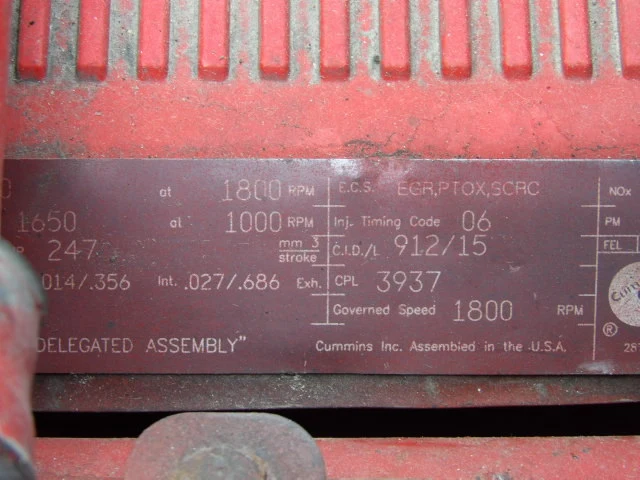 0 at 1800 RPM E.C.S. EGR,PTOX,SCRC NOx
1650 at 1000 RPM Inj. Timing Code 06 PM
247 mm 3 / stroke C.I.D./L 912/15 FEL
.014/.356 Int. .027/.686 Exh. CPL 3937
Governed Speed 1800 RPM
DELEGATED ASSEMBLY" Cummins Inc. Assembled in the U.S.A. ®